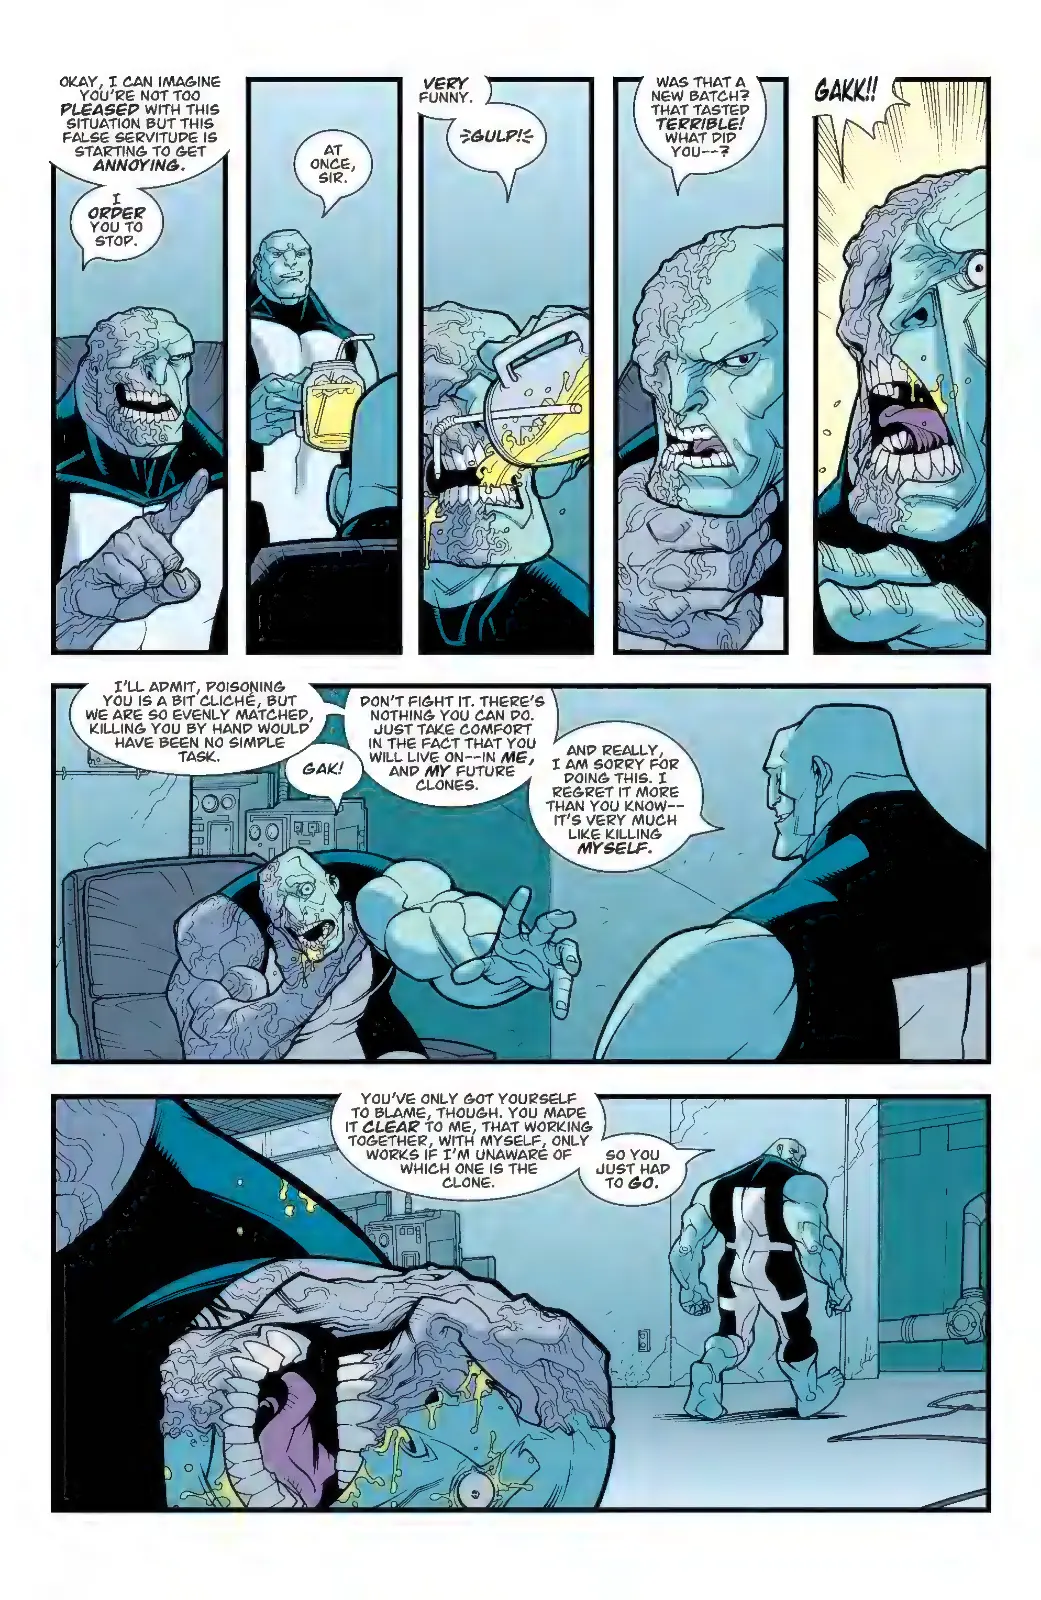 OKAY, I CAN IMAGINE
YOU'RE NOT TOO
PLEASED WITH THIS
SITUATION BUT THIS
FALSE SERVITUDE IS
STARTING TO GET
ANNOYING.
I
ORDER
YOU TO
STOP.
AT
ONCE,
SIR.
VERY
FUNNY.
GULP!
WAS THAT A
NEW BATCH?
THAT TASTED
TERRIBLE!
WHAT DID
YOU--?
GAKK!!
I'LL ADMIT, POISONING
YOU IS A BIT CLICHÉ, BUT
WE ARE SO EVENLY MATCHED,
KILLING YOU BY HAND WOULD
HAVE BEEN NO SIMPLE
TASK.
GAK!
DON'T FIGHT IT. THERE'S
NOTHING YOU CAN DO.
JUST TAKE COMFORT
IN THE FACT THAT YOU
WILL LIVE ON--IN ME,
AND MY FUTURE
CLONES.
AND REALLY,
I AM SORRY FOR
DOING THIS. I
REGRET IT MORE
THAN YOU KNOW--
IT'S VERY MUCH
LIKE KILLING
MYSELF.
YOU'VE ONLY GOT YOURSELF
TO BLAME, THOUGH. YOU MADE
IT CLEAR TO ME, THAT WORKING
TOGETHER, WITH MYSELF, ONLY
WORKS IF I'M UNAWARE OF
WHICH ONE IS THE
CLONE.
SO YOU
JUST HAD
TO GO.